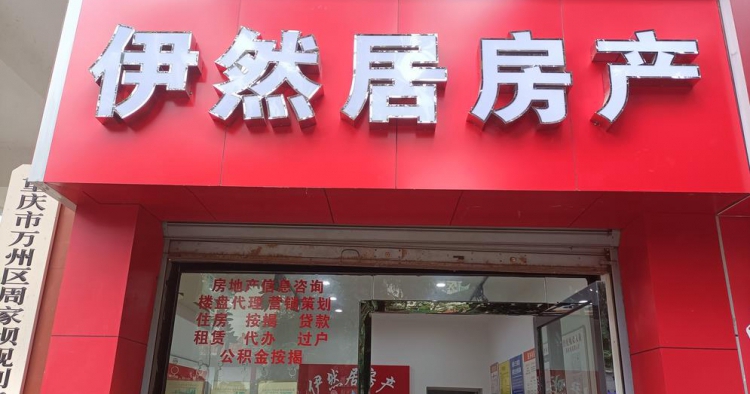 伊然居房产
重庆市万州区周家坝规划
房地产信息咨询
楼盘代理 营销策划
住房 按揭 贷款
租赁 代办 过户
公积金按揭
伊然居房产